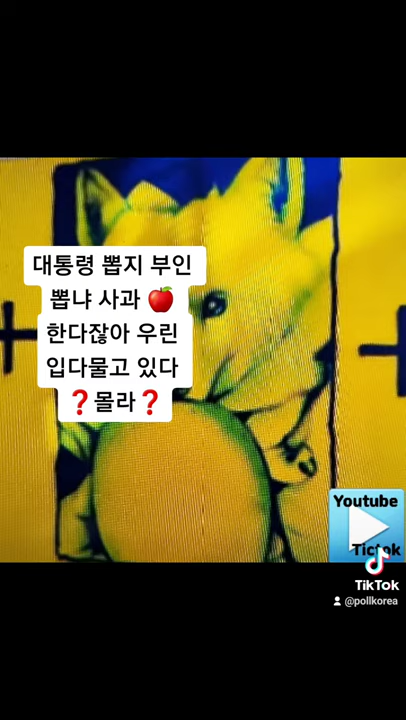 대통령 뽑지 부인
뽑냐 사과 🍎
한다잖아 우린
입다물고 있다
❓몰라❓
Youtube
Tictok
TikTok
@pollkorea